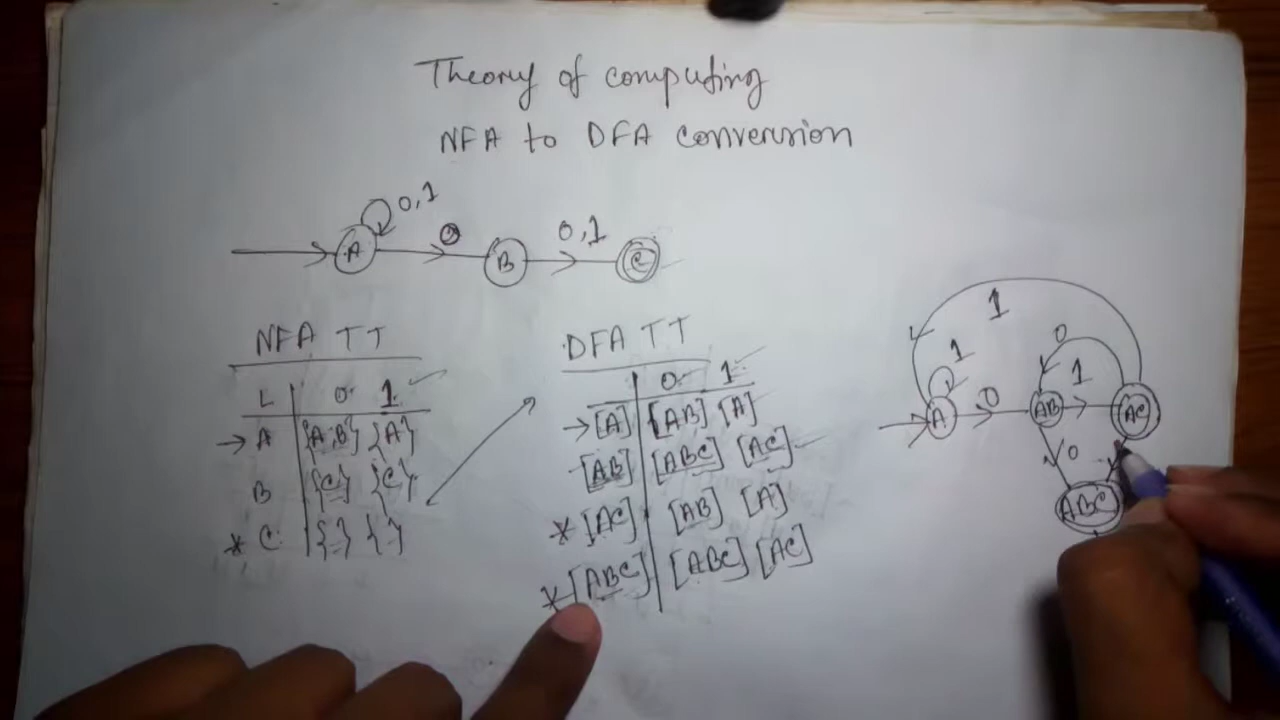 Theory of computing
NFA to DFA conversion
0,1
A 0 B 0,1 C
NFA TT
L 0 1
→ A {A,B} {A}
B {C} {C}
* C {-} {-}
DFA TT
0 1
→ [A] [AB] [A]
[AB] [ABC] [AC]
* [AC] [AB] [A]
* [ABC] [ABC] [AC]
1
1 0
A 0 AB 1 AC
0
ABC